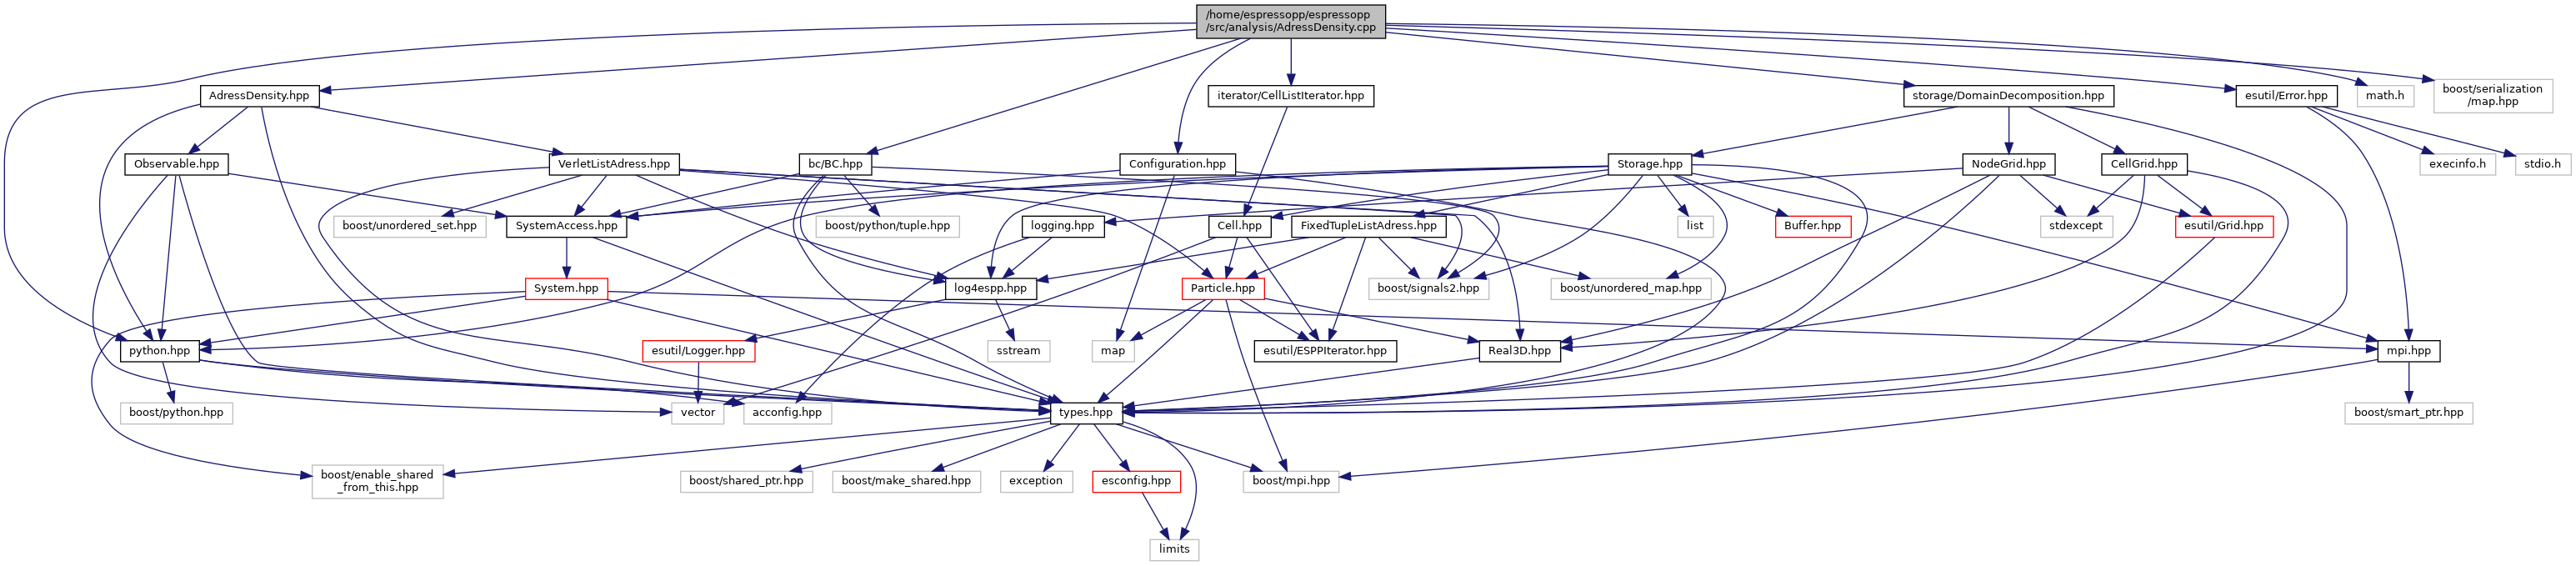 /home/espressopp/espressopp
/src/analysis/AdressDensity.cpp
AdressDensity.hpp
iterator/CellListIterator.hpp
storage/DomainDecomposition.hpp
esutil/Error.hpp
math.h
boost/serialization
/map.hpp
Observable.hpp
VerletListAdress.hpp
bc/BC.hpp
Configuration.hpp
Storage.hpp
NodeGrid.hpp
CellGrid.hpp
execinfo.h
stdio.h
boost/unordered_set.hpp
SystemAccess.hpp
boost/python/tuple.hpp
logging.hpp
Cell.hpp
FixedTupleListAdress.hpp
list
Buffer.hpp
stdexcept
esutil/Grid.hpp
System.hpp
log4espp.hpp
Particle.hpp
boost/signals2.hpp
boost/unordered_map.hpp
python.hpp
esutil/Logger.hpp
sstream
map
esutil/ESPPIterator.hpp
Real3D.hpp
mpi.hpp
boost/python.hpp
vector
acconfig.hpp
types.hpp
boost/smart_ptr.hpp
boost/enable_shared
_from_this.hpp
boost/shared_ptr.hpp
boost/make_shared.hpp
exception
esconfig.hpp
boost/mpi.hpp
limits